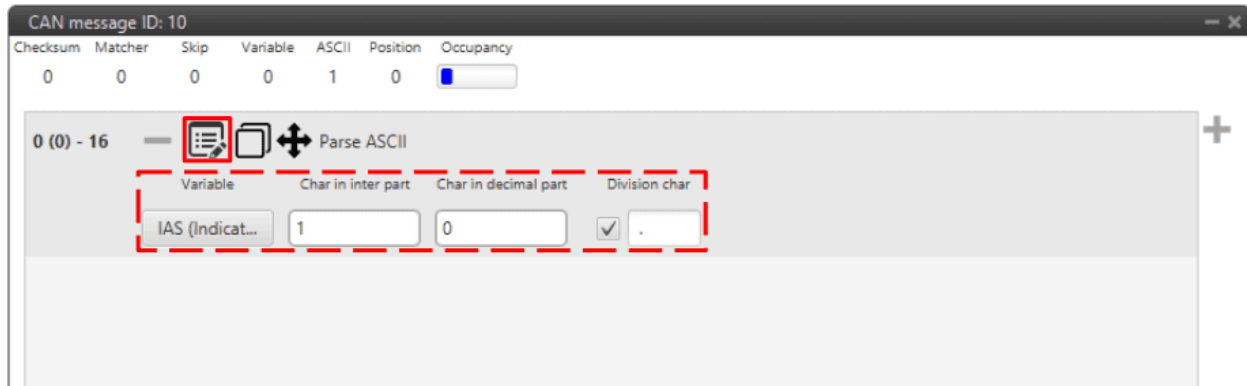 CAN message ID: 10
Checksum Matcher Skip Variable ASCII Position Occupancy
0 0 0 0 1 0
0 (0) - 16 Parse ASCII
Variable Char in inter part Char in decimal part Division char
IAS (Indicat... 1 0 .